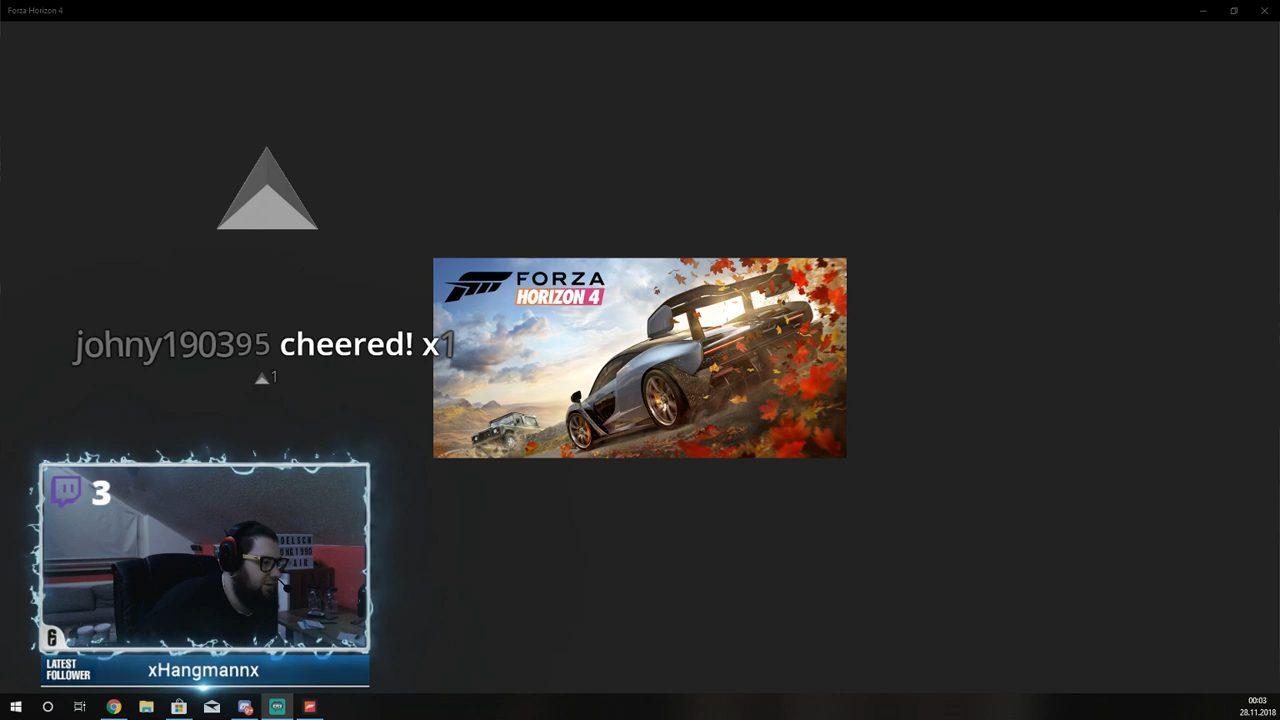 Forza Horizon 4
FORZA
HORIZON 4
johny190395 cheered! x1
1
3
6
LATEST
FOLLOWER
xHangmannx
00:03
28.11.2018